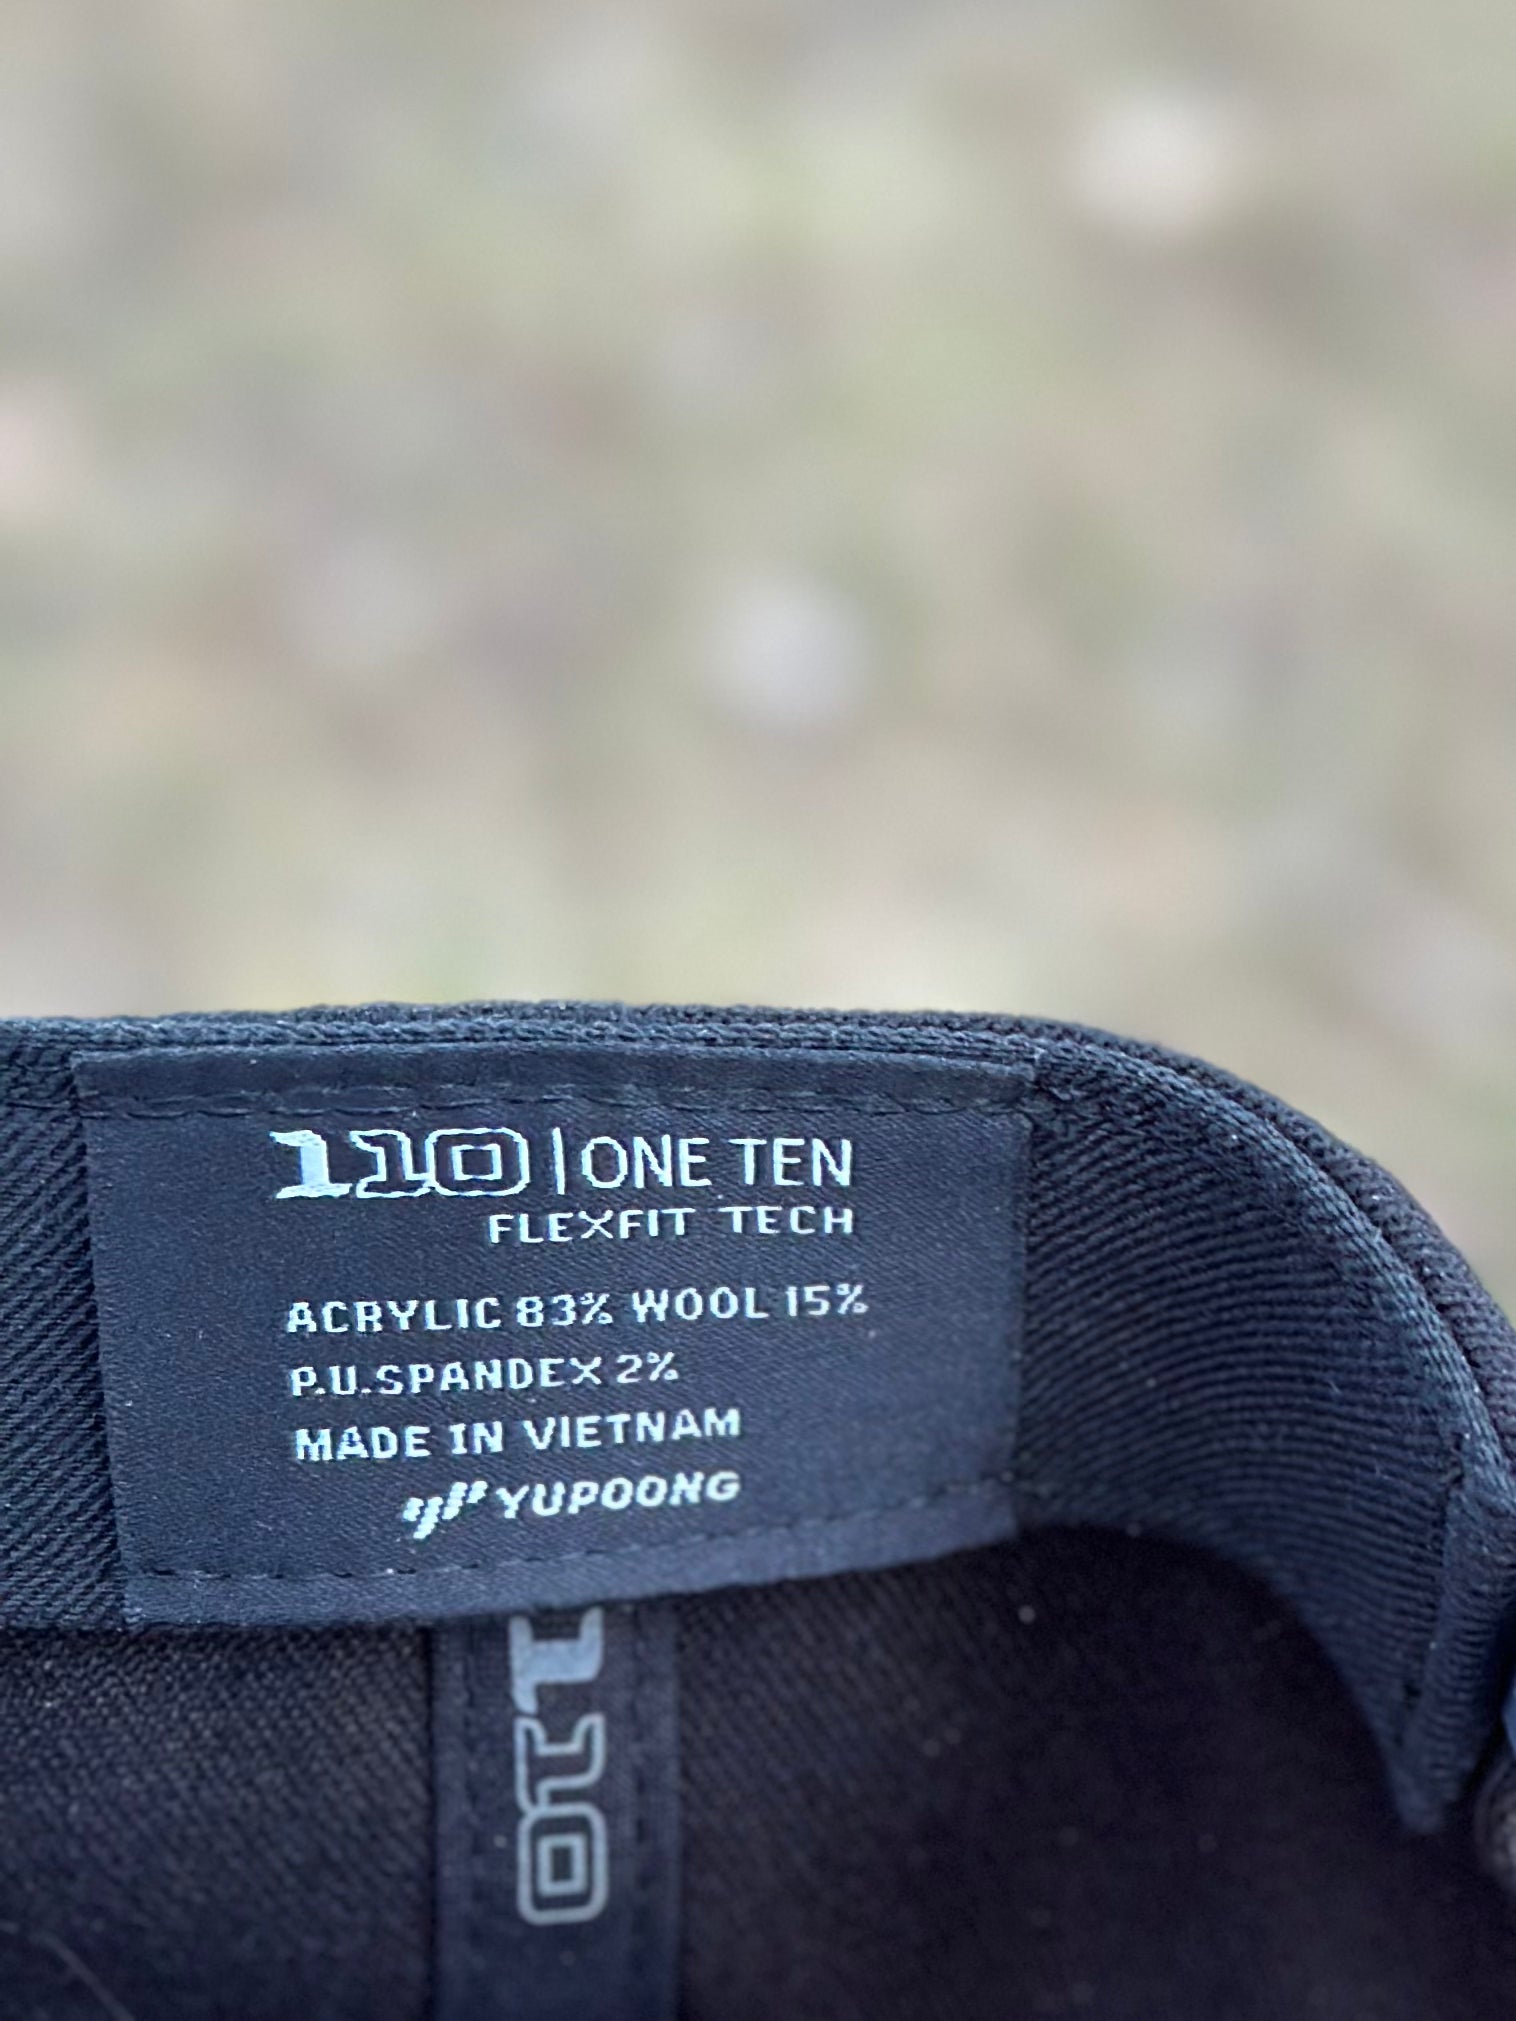 110 | ONE TEN
FLEXFIT TECH
ACRYLIC 83% WOOL 15%
P.U.SPANDEX 2%
MADE IN VIETNAM
YUPOONG
110